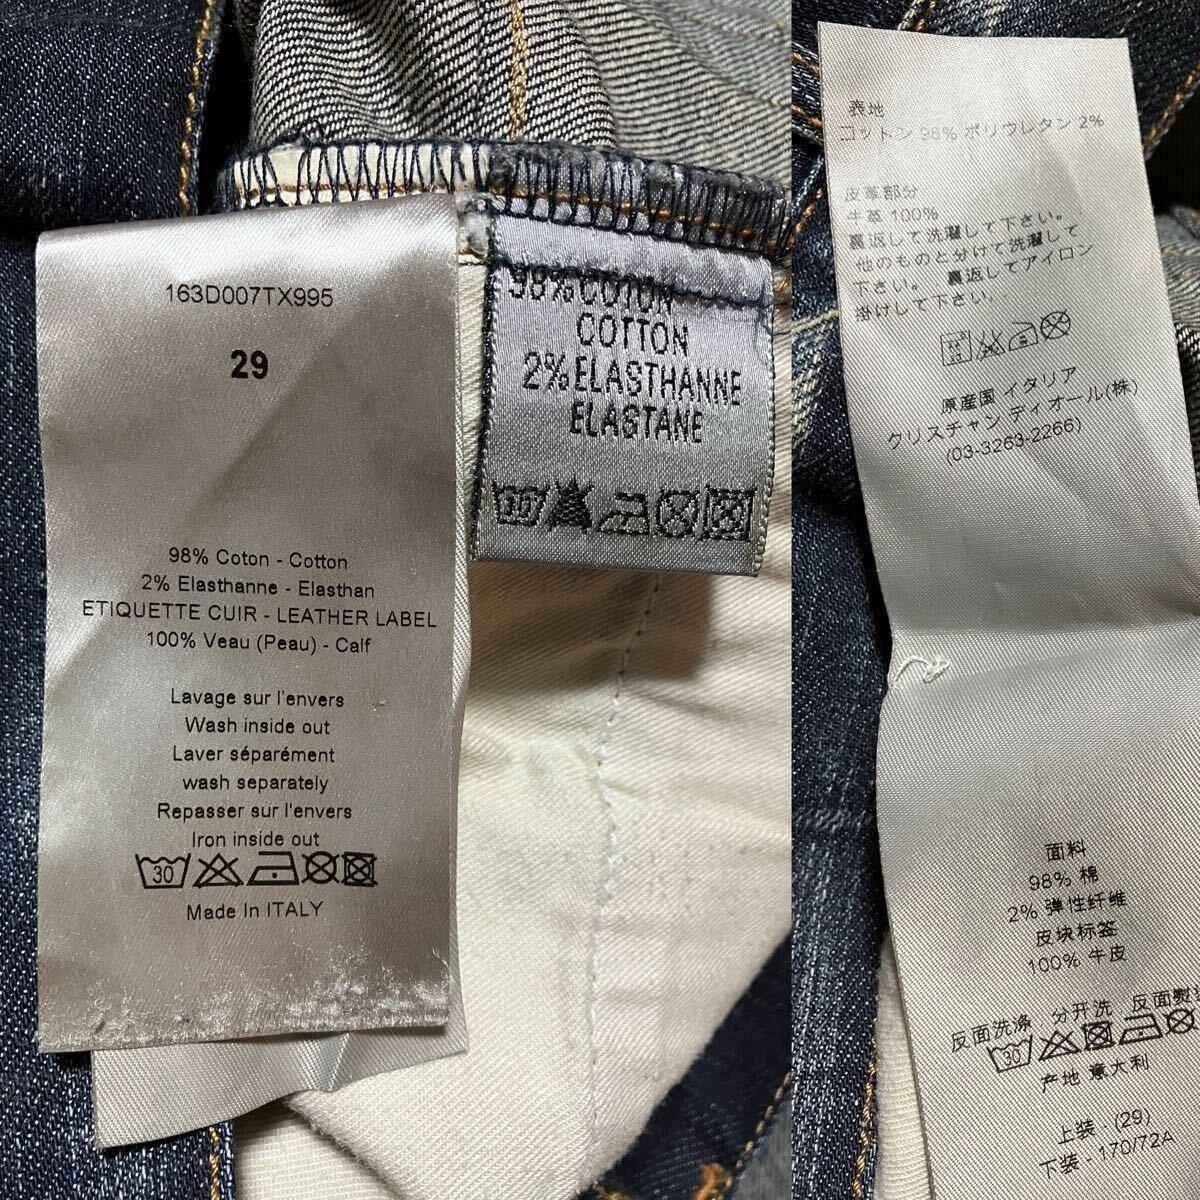 163D007TX995
29
98% Coton - Cotton
2% Elasthanne - Elasthan
ETIQUETTE CUIR - LEATHER LABEL
100% Veau (Peau) - Calf
Lavage sur l'envers
Wash inside out
Laver séparément
wash separately
Repasser sur l'envers
Iron inside out
30
Made In ITALY
98% COTON
COTTON
2% ELASTHANNE
ELASTANE
30
表地
コットン 98% ポリウレタン 2%
皮革部分
牛革 100%
裏返して洗濯して下さい。
他のものと分けて洗濯して
下さい。 裏返してアイロン
掛けして下さい。
原産国 イタリア
クリスチャン ディオール(株)
(03-3263-2266)
面料
98% 棉
2% 弹性纤维
皮块标签
100% 牛皮
反面洗涤 分开洗 反面熨
30
产地 意大利
上装 - (29)
下装 - 170/72A